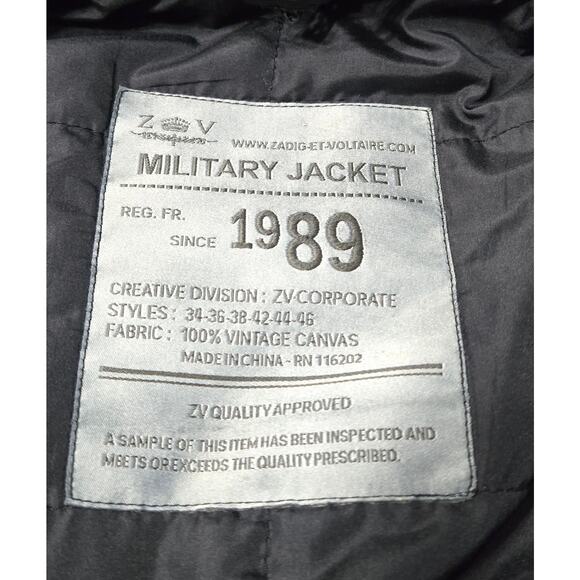 Z V
WWW.ZADIG-ET-VOLTAIRE.COM
MILITARY JACKET
REG. FR.
SINCE 1989
CREATIVE DIVISION : ZV-CORPORATE
STYLES : 34-36-38-42-44-46
FABRIC : 100% VINTAGE CANVAS
MADE IN CHINA - RN 116202
ZV QUALITY APPROVED
A SAMPLE OF THIS ITEM HAS BEEN INSPECTED AND
MEETS OR EXCEEDS THE QUALITY PRESCRIBED.